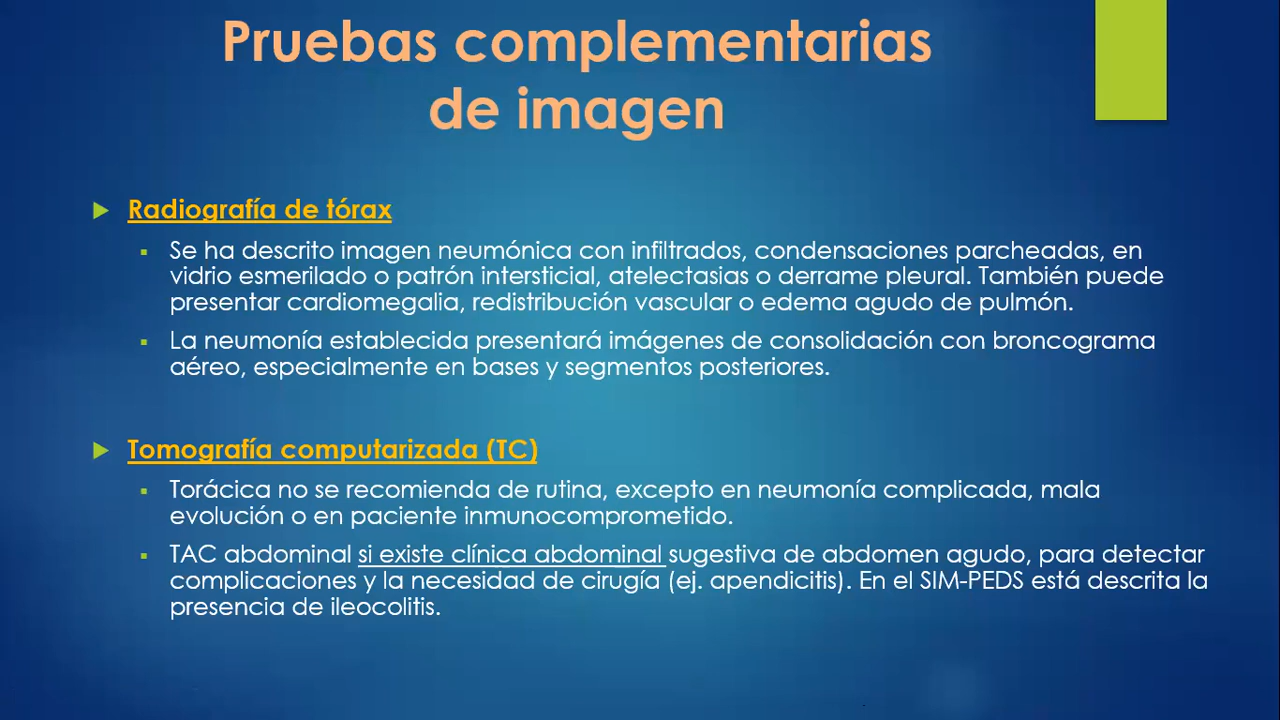 Pruebas complementarias
de imagen
Radiografía de tórax
Se ha descrito imagen neumónica con infiltrados, condensaciones parcheadas, en
vidrio esmerilado o patrón intersticial, atelectasias o derrame pleural. También puede
presentar cardiomegalia, redistribución vascular o edema agudo de pulmón.
La neumonía establecida presentará imágenes de consolidación con broncograma
aéreo, especialmente en bases y segmentos posteriores.
Tomografía computarizada (TC)
Torácica no se recomienda de rutina, excepto en neumonía complicada, mala
evolución o en paciente inmunocomprometido.
TAC abdominal si existe clínica abdominal sugestiva de abdomen agudo, para detectar
complicaciones y la necesidad de cirugía (ej. apendicitis). En el SIM-PEDS está descrita la
presencia de ileocolitis.